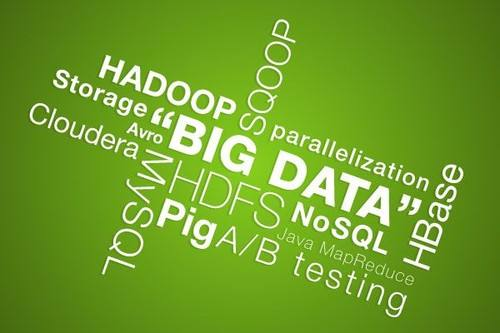 SQOOP
HADOOP
Storage
Cloudera
Avro
“BIG DATA”
parallelization
HBase
MySQL
HDFS
NoSQL
Pig
A/B testing
Java MapReduce